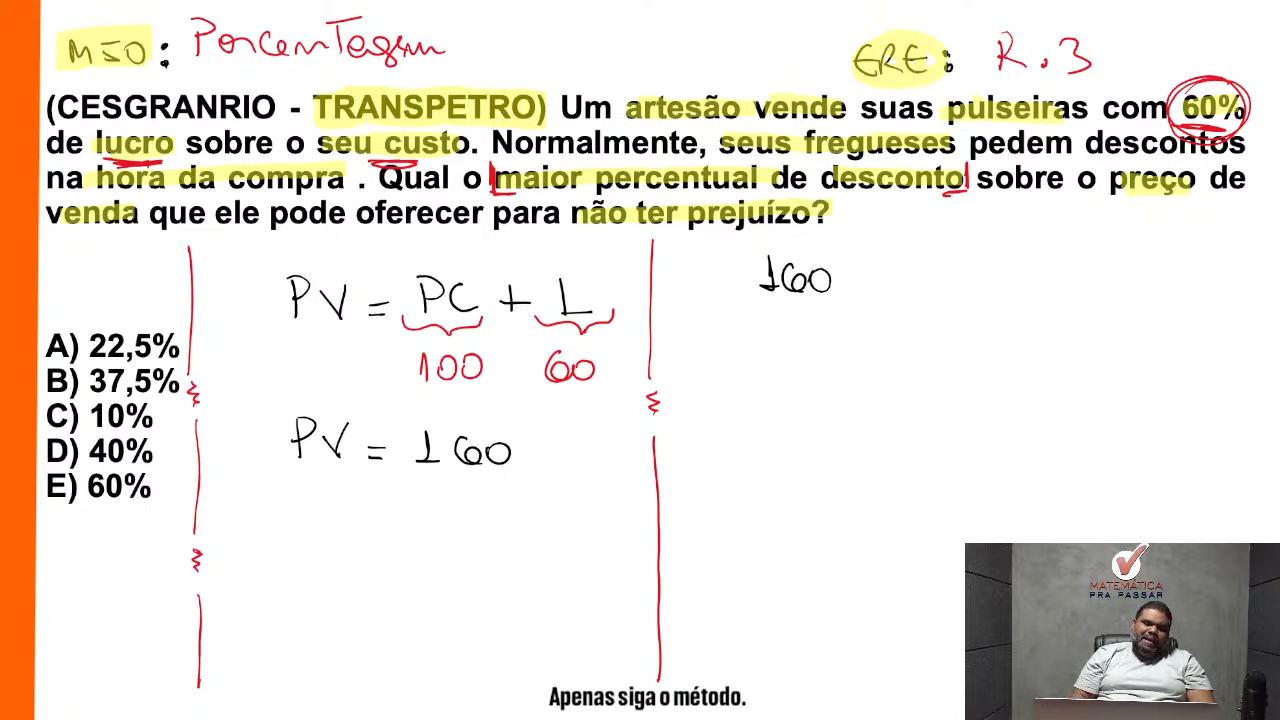 M50 : Porcentagem
ERE : R.3
(CESGRANRIO - TRANSPETRO) Um artesão vende suas pulseiras com 60%
de lucro sobre o seu custo. Normalmente, seus fregueses pedem descontos
na hora da compra . Qual o maior percentual de desconto sobre o preço de
venda que ele pode oferecer para não ter prejuízo?
PV = PC + L
100 60
PV = 160
160
A) 22,5%
B) 37,5%
C) 10%
D) 40%
E) 60%
MATEMÁTICA
PRA PASSAR
Apenas siga o método.